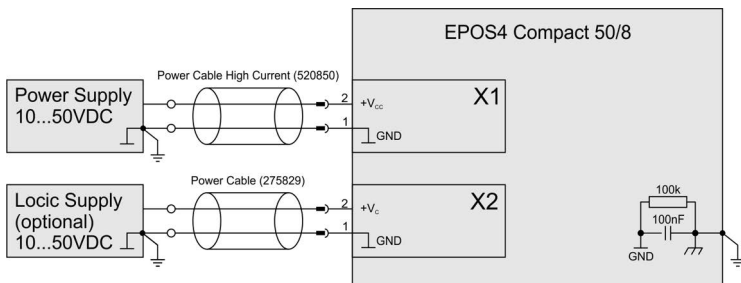 EPOS4 Compact 50/8
Power Cable High Current (520850)
Power Supply
10...50VDC
2
+Vcc
X1
1
GND
Power Cable (275829)
Locic Supply
(optional)
10...50VDC
2
+Vc
X2
1
GND
100k
100nF
GND